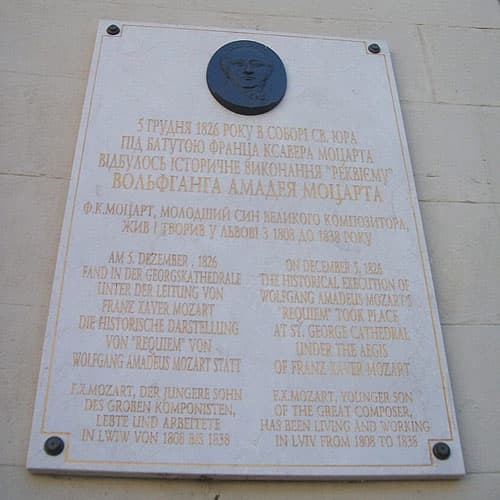 5 ГРУДНЯ 1826 РОКУ В СОБОРІ СВ. ЮРА
ПІД БАТУТОЮ ФРАНЦА КСАВЕРА МОЦАРТА
ВІДБУЛОСЬ ІСТОРИЧНЕ ВИКОНАННЯ "РЕКВІЄМУ"
ВОЛЬФГАНГА АМАДЕЯ МОЦАРТА
Ф.К.МОЦАРТ, МОЛОДШИЙ СИН ВЕЛИКОГО КОМПОЗИТОРА,
ЖИВ І ТВОРИВ У ЛЬВОВІ З 1808 ДО 1838 РОКУ
AM 5. DEZEMBER , 1826
FAND IN DER GEORGSKATHEDRALE
UNTER DER LEITUNG VON
FRANZ XAVER MOZART
DIE HISTORISCHE DARSTELLUNG
VON "REQUIEM" VON
WOLFGANG AMADEUS MOZART STATT
F.X.MOZART, DER JUNGERE SOHN
DES GROBEN KOMPONISTEN,
LEBTE UND ARBEITETE
IN LWIW VON 1808 BIS 1838
ON DECEMBER 5, 1826
THE HISTORICAL EXECUTION OF
WOLFGANG AMADEUS MOZART'S
"REQUIEM" TOOK PLACE
AT ST. GEORGE CATHEDRAL
UNDER THE AEGIS
OF FRANZ XAVER MOZART
F.X.MOZART, YOUNGER SON
OF THE GREAT COMPOSER,
HAS BEEN LIVING AND WORKING
IN LVIV FROM 1808 TO 1838